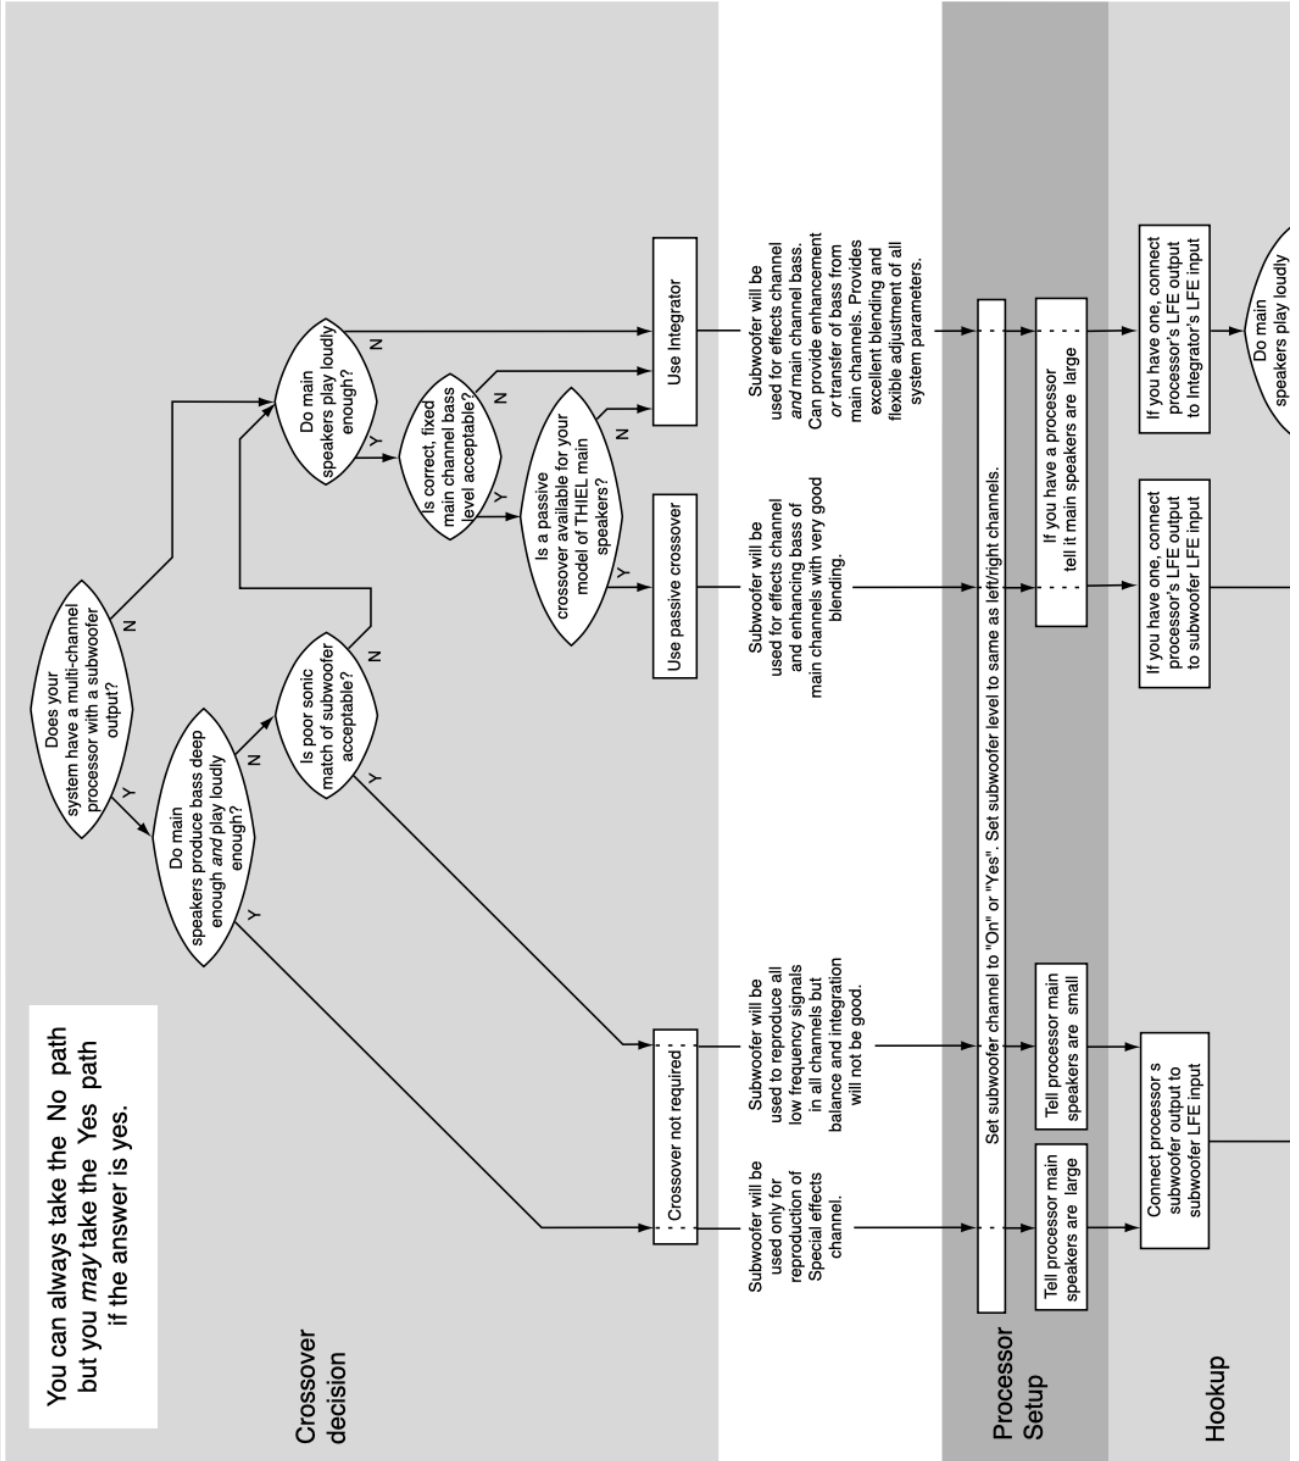 You can always take the No path
but you may take the Yes path
if the answer is yes.
Crossover
decision
Does your
system have a multi-channel
processor with a subwoofer
output?
Y
N
Do main
speakers produce bass deep
enough and play loudly
enough?
Y
N
Is poor sonic
match of subwoofer
acceptable?
Y
N
Do main
speakers play loudly
enough?
Y
N
Is correct, fixed
main channel bass
level acceptable?
Y
N
Is a passive
crossover available for your
model of THIEL main
speakers?
Y
N
Crossover not required
Use passive crossover
Use Integrator
Subwoofer will be
used only for
reproduction of
Special effects
channel.
Subwoofer will be
used to reproduce all
low frequency signals
in all channels but
balance and integration
will not be good.
Subwoofer will be
used for effects channel
and enhancing bass of
main channels with very good
blending.
Subwoofer will be
used for effects channel
and main channel bass.
Can provide enhancement
or transfer of bass from
main channels. Provides
excellent blending and
flexible adjustment of all
system parameters.
Processor
Setup
Set subwoofer channel to "On" or "Yes". Set subwoofer level to same as left/right channels.
Tell processor main
speakers are large
Tell processor main
speakers are small
If you have a processor
tell it main speakers are large
Hookup
Connect processor s
subwoofer output to
subwoofer LFE input
If you have one, connect
processor's LFE output
to subwoofer LFE input
If you have one, connect
processor's LFE output
to Integrator's LFE input
Do main
speakers play loudly